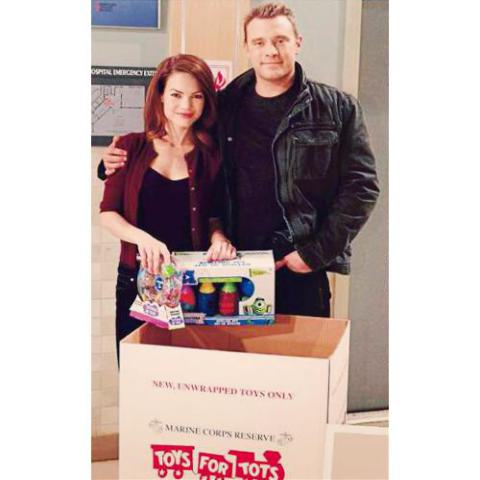 HOSPITAL EMERGENCY EXIT
NEW, UNWRAPPED TOYS ONLY
MARINE CORPS RESERVE
TOYS FOR TOTS